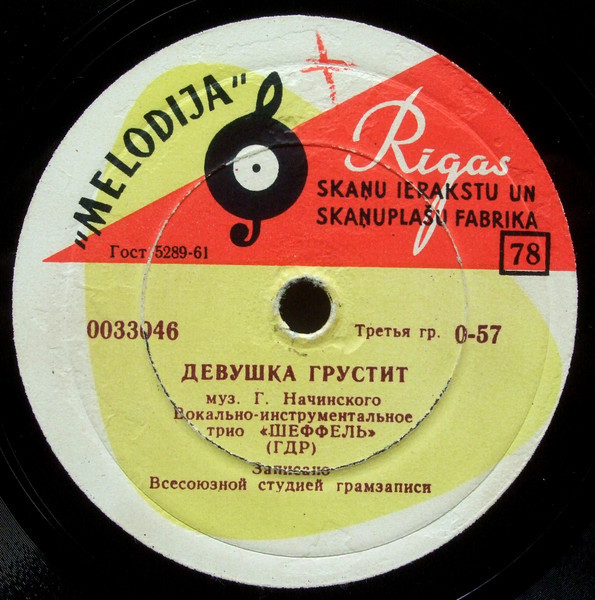 „MELODIJA”
Rīgas
SKAŅU IERAKSTU UN
SKAŅUPLAŠU FABRIKA
78
Гост 5289-61
0033046
Третья гр. 0-57
ДЕВУШКА ГРУСТИТ
муз. Г. Начинского
Вокально-инструментальное
трио «ШЕФФЕЛЬ»
(ГДР)
Записано
Всесоюзной студией грамзаписи